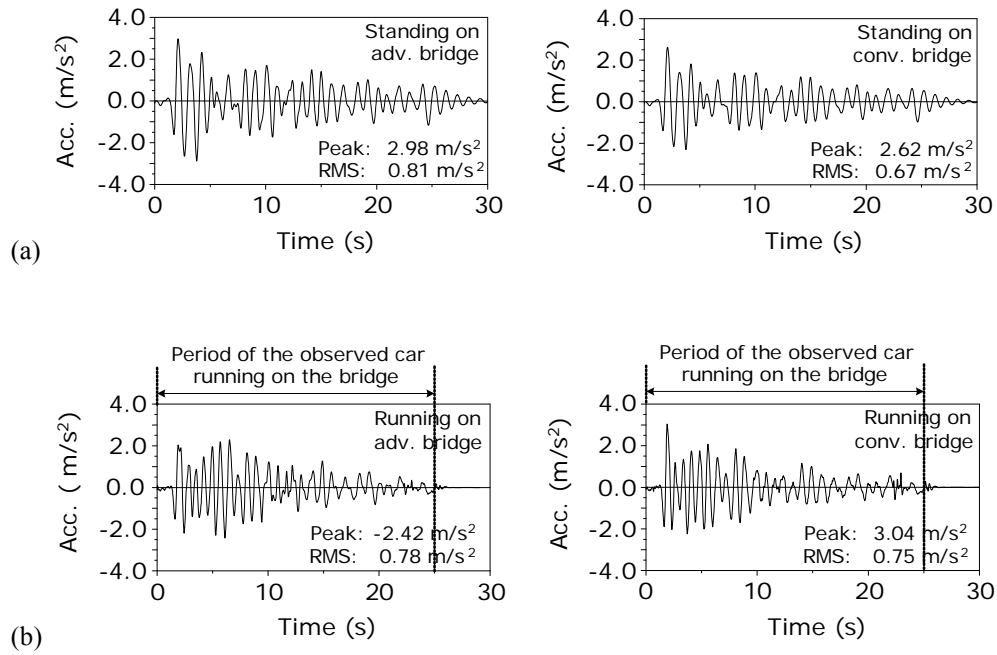 4.0
2.0
0.0
-2.0
-4.0
Acc. (m/s²)
Standing on
adv. bridge
Peak: 2.98 m/s²
RMS: 0.81 m/s²
0 10 20 30
Time (s)
4.0
2.0
0.0
-2.0
-4.0
Acc. (m/s²)
Standing on
conv. bridge
Peak: 2.62 m/s²
RMS: 0.67 m/s²
0 10 20 30
Time (s)
(a)
Period of the observed car
running on the bridge
4.0
2.0
0.0
-2.0
-4.0
Acc. ( m/s²)
Running on
adv. bridge
Peak: -2.42 m/s²
RMS: 0.78 m/s²
0 10 20 30
Time (s)
Period of the observed car
running on the bridge
4.0
2.0
0.0
-2.0
-4.0
Acc. (m/s²)
Running on
conv. bridge
Peak: 3.04 m/s²
RMS: 0.75 m/s²
0 10 20 30
Time (s)
(b)